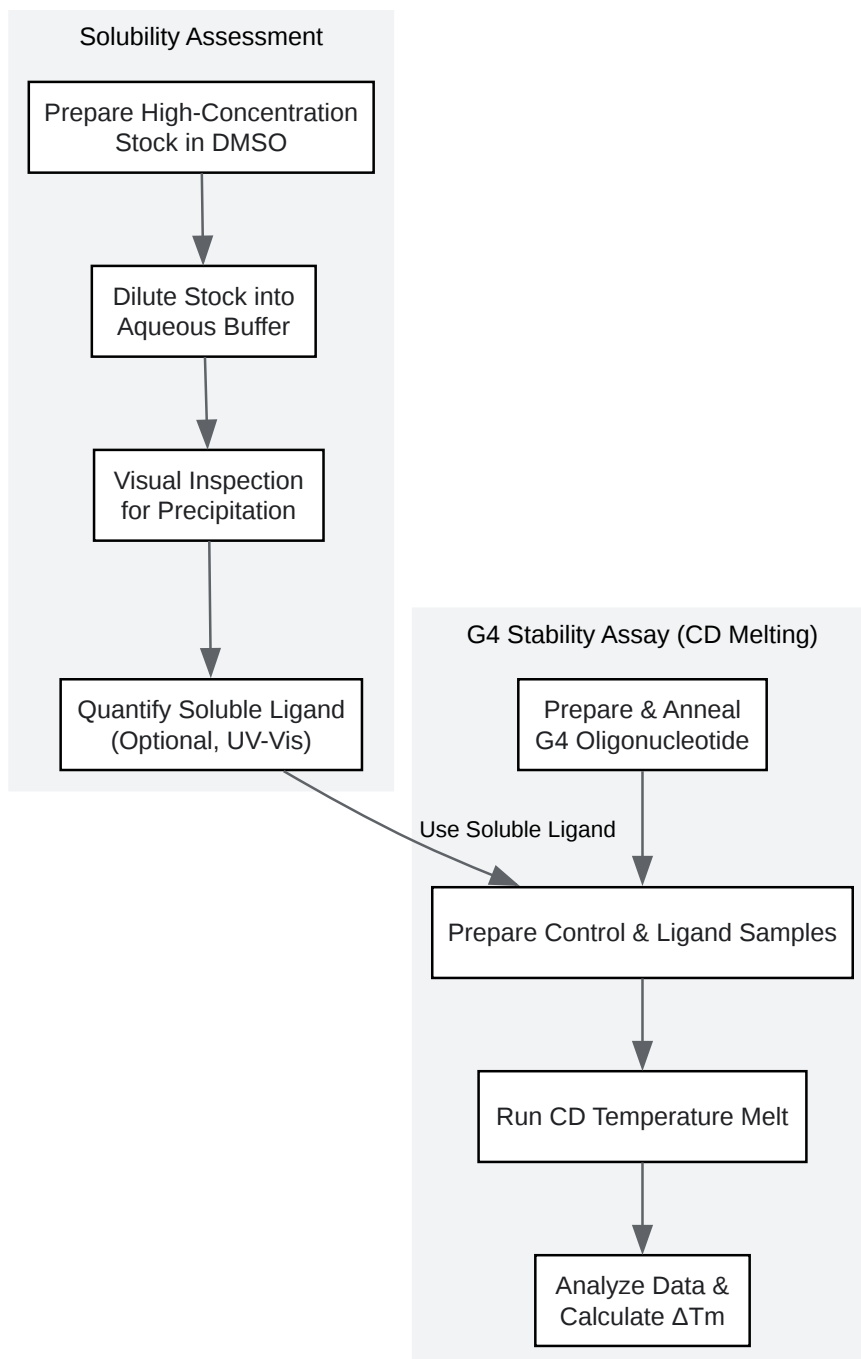 Solubility Assessment
Prepare High-Concentration
Stock in DMSO
Dilute Stock into
Aqueous Buffer
Visual Inspection
for Precipitation
Quantify Soluble Ligand
(Optional, UV-Vis)
G4 Stability Assay (CD Melting)
Prepare & Anneal
G4 Oligonucleotide
Use Soluble Ligand
Prepare Control & Ligand Samples
Run CD Temperature Melt
Analyze Data &
Calculate ΔTm